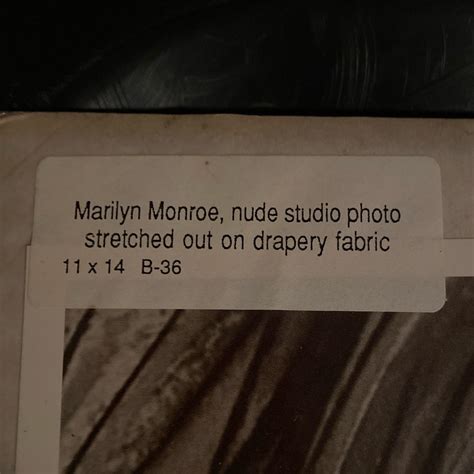 Marilyn Monroe, nude studio photo
stretched out on drapery fabric
11 x 14 B-36